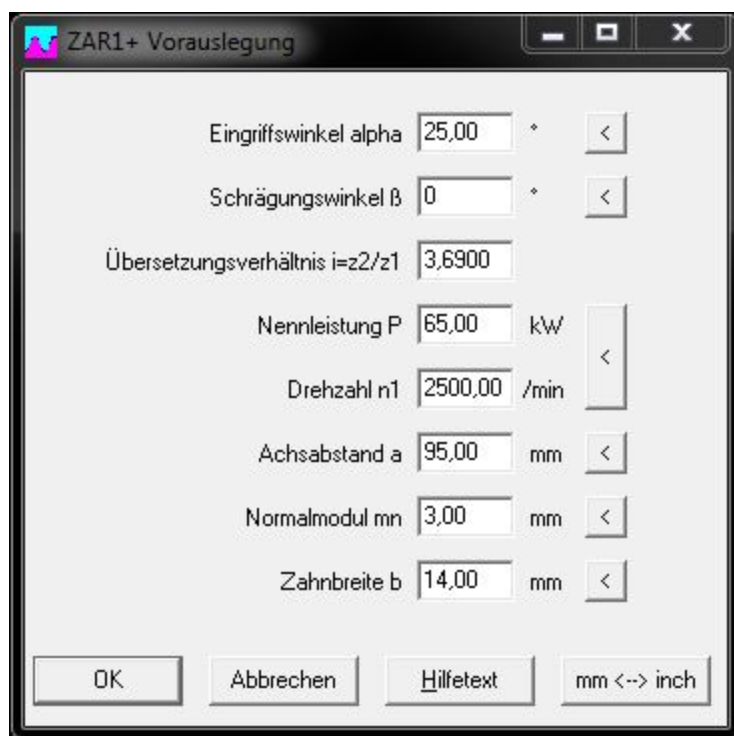 ZAR1+ Vorauslegung
Eingriffswinkel alpha 25,00 ° <
Schrägungswinkel ß 0 ° <
Übersetzungsverhältnis i=z2/z1 3,6900
Nennleistung P 65,00 kW
<
Drehzahl n1 2500,00 /min
Achsabstand a 95,00 mm <
Normalmodul mn 3,00 mm <
Zahnbreite b 14,00 mm <
OK Abbrechen Hilfetext mm <--> inch